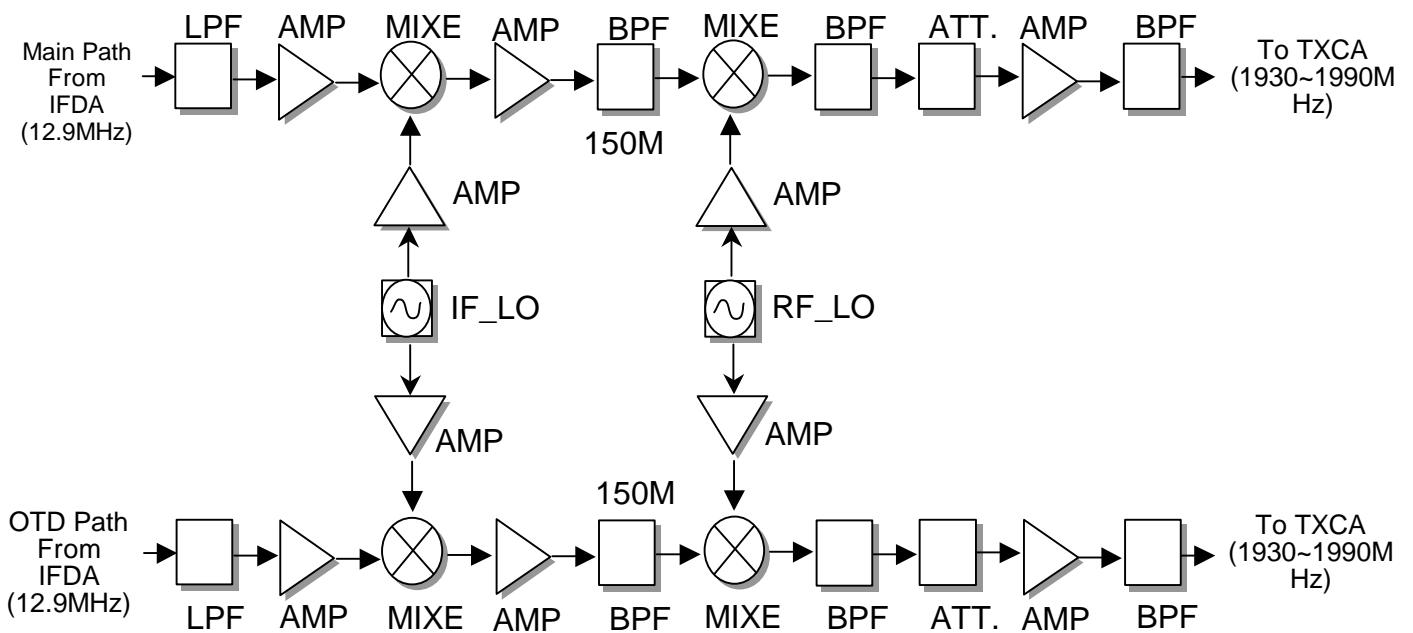 LPF AMP MIXE AMP BPF MIXE BPF ATT. AMP BPF
Main Path
From
IFDA
(12.9MHz)
To TXCA
(1930~1990M
Hz)
150M
AMP AMP
IF_LO RF_LO
AMP AMP
150M
OTD Path
From
IFDA
(12.9MHz)
To TXCA
(1930~1990M
Hz)
LPF AMP MIXE AMP BPF MIXE BPF ATT. AMP BPF